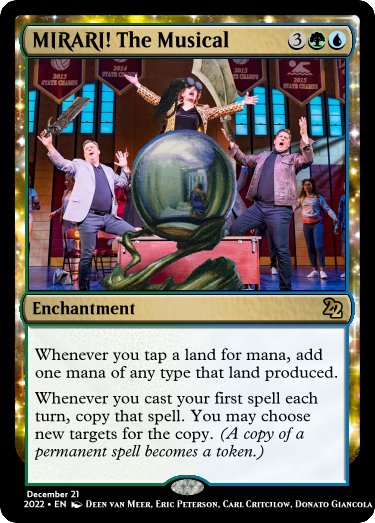 MIRARI! The Musical 3
2015
STATE CHAMPS
2014
STATE CHAMPS
2015
STATE CHAMPS
Enchantment
Whenever you tap a land for mana, add
one mana of any type that land produced.
Whenever you cast your first spell each
turn, copy that spell. You may choose
new targets for the copy. (A copy of a
permanent spell becomes a token.)
December 21
2022 • EN Deen van Meer, Eric Peterson, Carl Critchlow, Donato Giancola